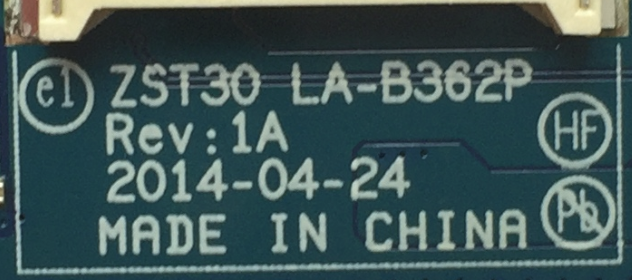 e1 ZST30 LA-B362P
Rev:1A HF
2014-04-24
MADE IN CHINA Pb